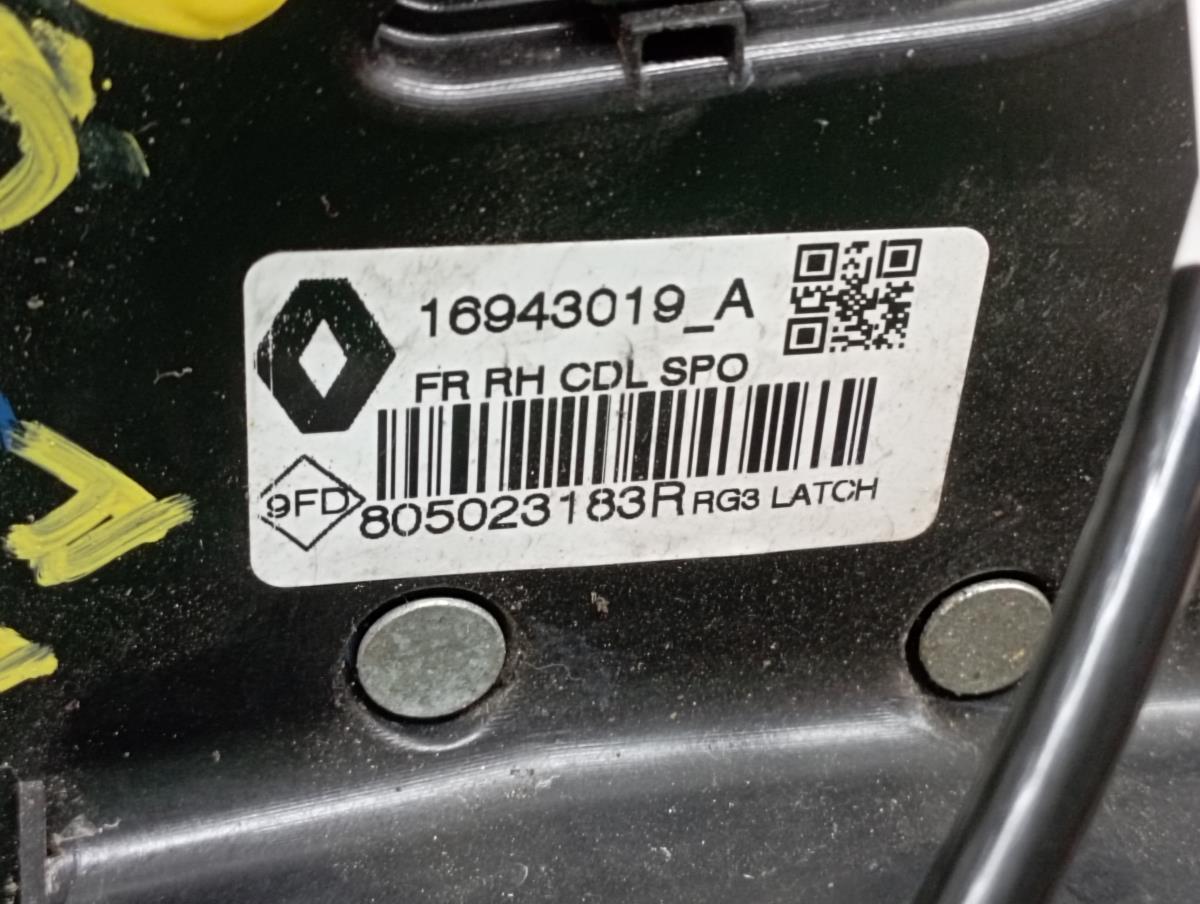 16943019_A
FR RH CDL SPO
9FD 805023183R RG3 LATCH